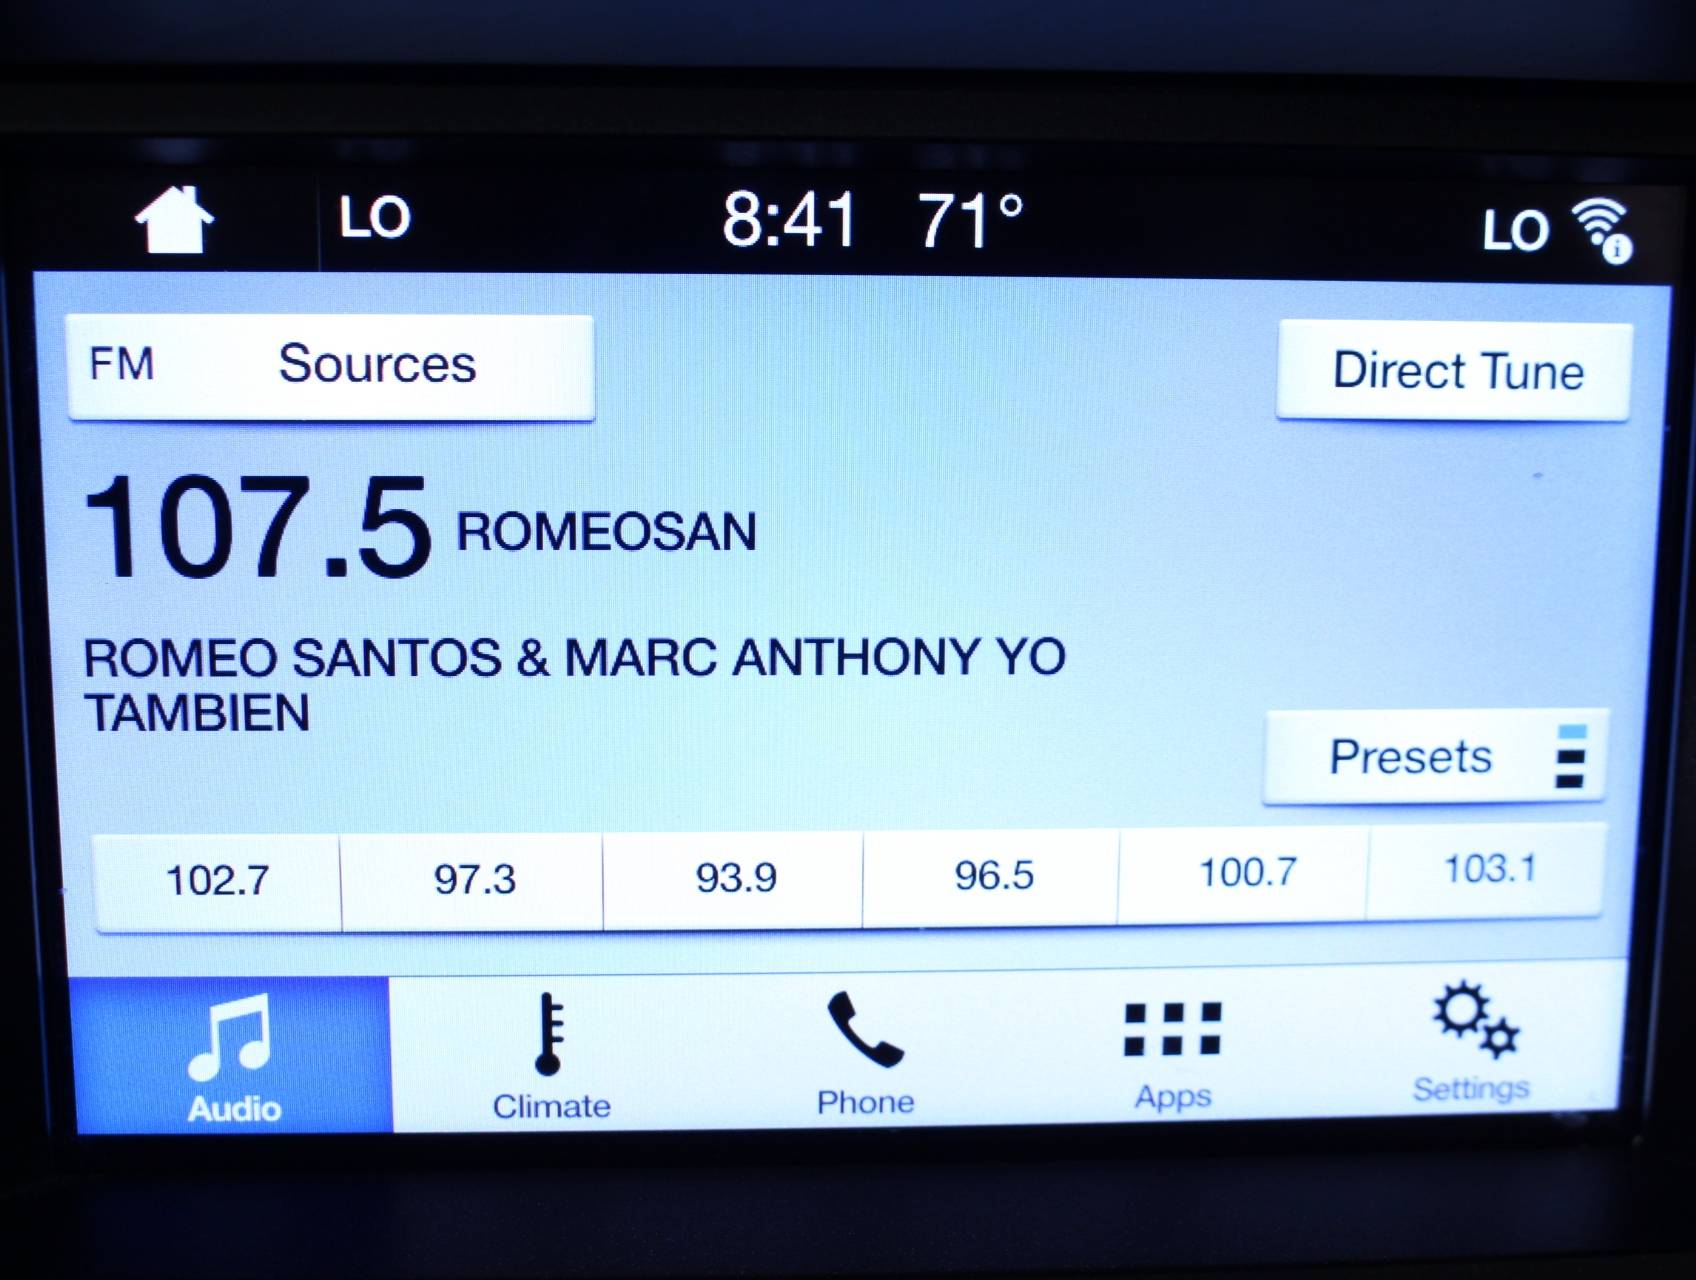 LO 8:41 71° LO
FM Sources Direct Tune
107.5 ROMEOSAN
ROMEO SANTOS & MARC ANTHONY YO
TAMBIEN
Presets
102.7 97.3 93.9 96.5 100.7 103.1
Audio Climate Phone Apps Settings